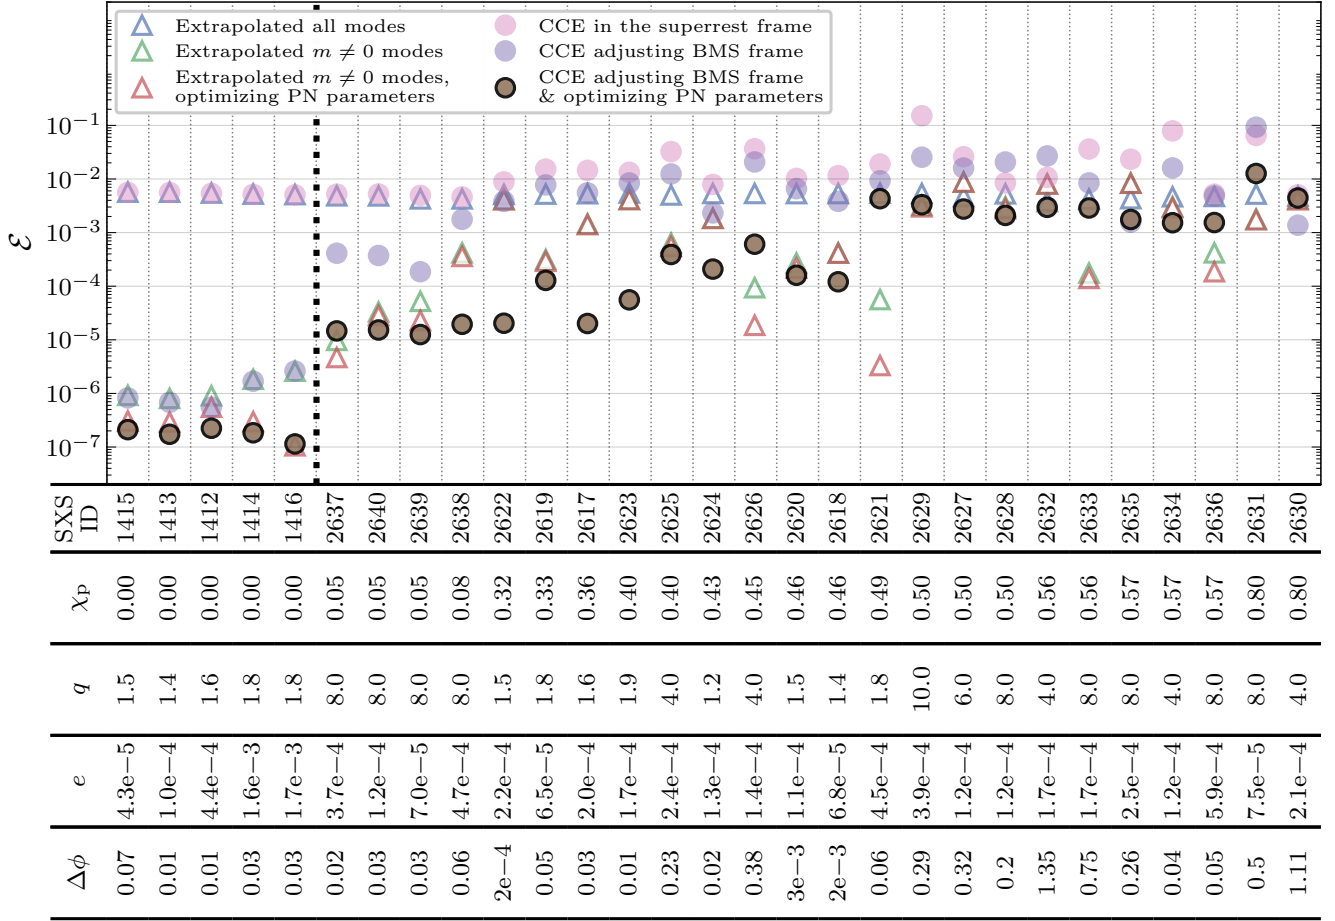 Extrapolated all modes
Extrapolated m ≠ 0 modes
Extrapolated m ≠ 0 modes,
optimizing PN parameters
CCE in the superrest frame
CCE adjusting BMS frame
CCE adjusting BMS frame
& optimizing PN parameters
ℰ
10⁻¹
10⁻²
10⁻³
10⁻⁴
10⁻⁵
10⁻⁶
10⁻⁷
SXS ID 1415 1413 1412 1414 1416 2637 2640 2639 2638 2622 2619 2617 2623 2625 2624 2626 2620 2618 2621 2629 2627 2628 2632 2633 2635 2634 2636 2631 2630
χₚ 0.00 0.00 0.00 0.00 0.00 0.05 0.05 0.05 0.08 0.32 0.33 0.36 0.40 0.40 0.43 0.45 0.46 0.46 0.49 0.50 0.50 0.50 0.56 0.56 0.57 0.57 0.57 0.80 0.80
q 1.5 1.4 1.6 1.8 1.8 8.0 8.0 8.0 8.0 1.5 1.8 1.6 1.9 4.0 1.2 4.0 1.5 1.4 1.8 10.0 6.0 8.0 4.0 8.0 8.0 4.0 8.0 8.0 4.0
e 4.3e−5 1.0e−4 4.4e−4 1.6e−3 1.7e−3 3.7e−4 1.2e−4 7.0e−5 4.7e−4 2.2e−4 6.5e−5 2.0e−4 1.7e−4 2.4e−4 1.3e−4 1.4e−4 1.1e−4 6.8e−5 4.5e−4 3.9e−4 1.2e−4 1.2e−4 1.7e−4 1.7e−4 2.5e−4 1.2e−4 5.9e−4 7.5e−5 2.1e−4
Δϕ 0.07 0.01 0.01 0.03 0.03 0.02 0.03 0.03 0.06 2e−4 0.05 0.03 0.01 0.23 0.02 0.38 3e−3 2e−3 0.06 0.29 0.32 0.2 1.35 0.75 0.26 0.04 0.05 0.5 1.11